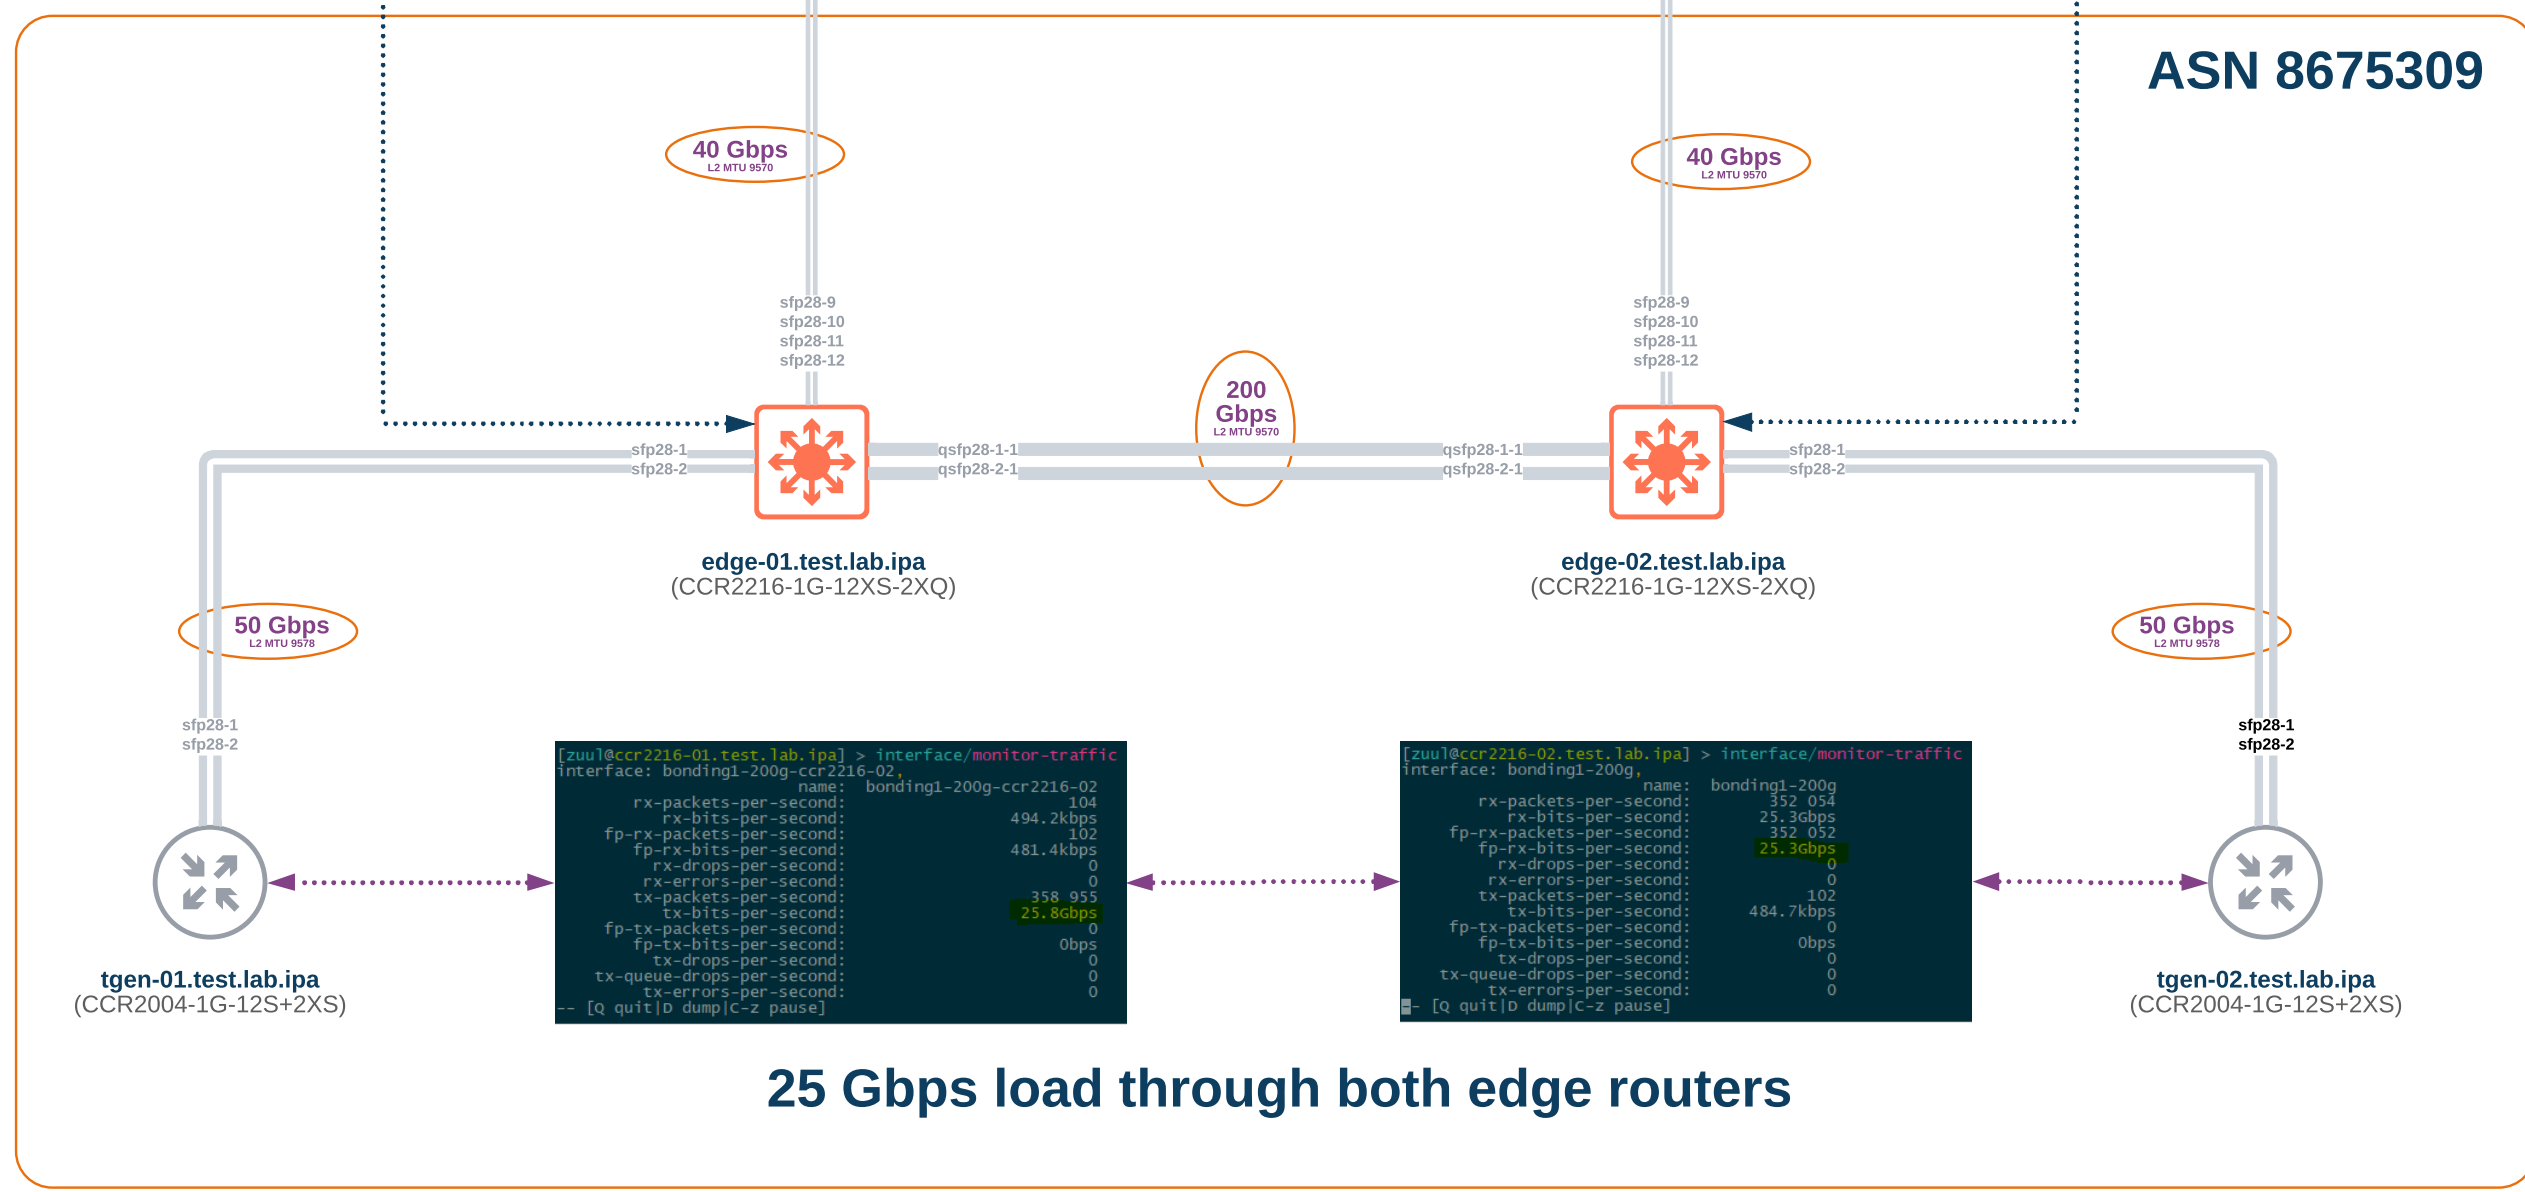 ASN 8675309
40 Gbps
L2 MTU 9570
40 Gbps
L2 MTU 9570
sfp28-9
sfp28-10
sfp28-11
sfp28-12
sfp28-9
sfp28-10
sfp28-11
sfp28-12
200
Gbps
L2 MTU 9570
sfp28-1
sfp28-2
qsfp28-1-1
qsfp28-2-1
qsfp28-1-1
qsfp28-2-1
sfp28-1
sfp28-2
edge-01.test.lab.ipa
(CCR2216-1G-12XS-2XQ)
edge-02.test.lab.ipa
(CCR2216-1G-12XS-2XQ)
50 Gbps
L2 MTU 9578
50 Gbps
L2 MTU 9578
sfp28-1
sfp28-2
sfp28-1
sfp28-2
[zuul@ccr2216-01.test.lab.ipa] > interface/monitor-traffic
interface: bonding1-200g-ccr2216-02,
name: bonding1-200g-ccr2216-02
rx-packets-per-second: 104
rx-bits-per-second: 494.2kbps
fp-rx-packets-per-second: 102
fp-rx-bits-per-second: 481.4kbps
rx-drops-per-second: 0
rx-errors-per-second: 0
tx-packets-per-second: 358 955
tx-bits-per-second: 25.8Gbps
fp-tx-packets-per-second: 0
fp-tx-bits-per-second: 0bps
tx-drops-per-second: 0
tx-queue-drops-per-second: 0
tx-errors-per-second: 0
-- [Q quit|D dump|C-z pause]
[zuul@ccr2216-02.test.lab.ipa] > interface/monitor-traffic
interface: bonding1-200g,
name: bonding1-200g
rx-packets-per-second: 352 054
rx-bits-per-second: 25.3Gbps
fp-rx-packets-per-second: 352 052
fp-rx-bits-per-second: 25.3Gbps
rx-drops-per-second: 0
rx-errors-per-second: 0
tx-packets-per-second: 102
tx-bits-per-second: 484.7kbps
fp-tx-packets-per-second: 0
fp-tx-bits-per-second: 0bps
tx-drops-per-second: 0
tx-queue-drops-per-second: 0
tx-errors-per-second: 0
-- [Q quit|D dump|C-z pause]
tgen-01.test.lab.ipa
(CCR2004-1G-12S+2XS)
tgen-02.test.lab.ipa
(CCR2004-1G-12S+2XS)
25 Gbps load through both edge routers